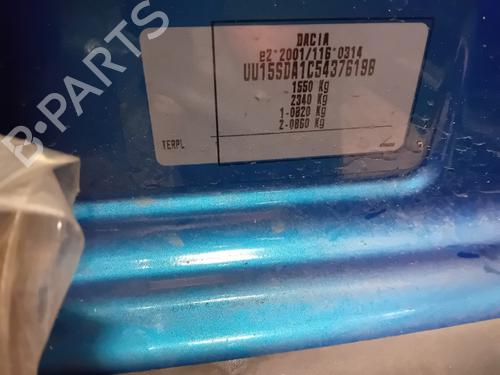 DACIA
e2*2001/116*0314
UU15SDA1C54376198
1550 Kg
2340 Kg
1-0820 Kg
2-0860 Kg
TERPL
B-PARTS